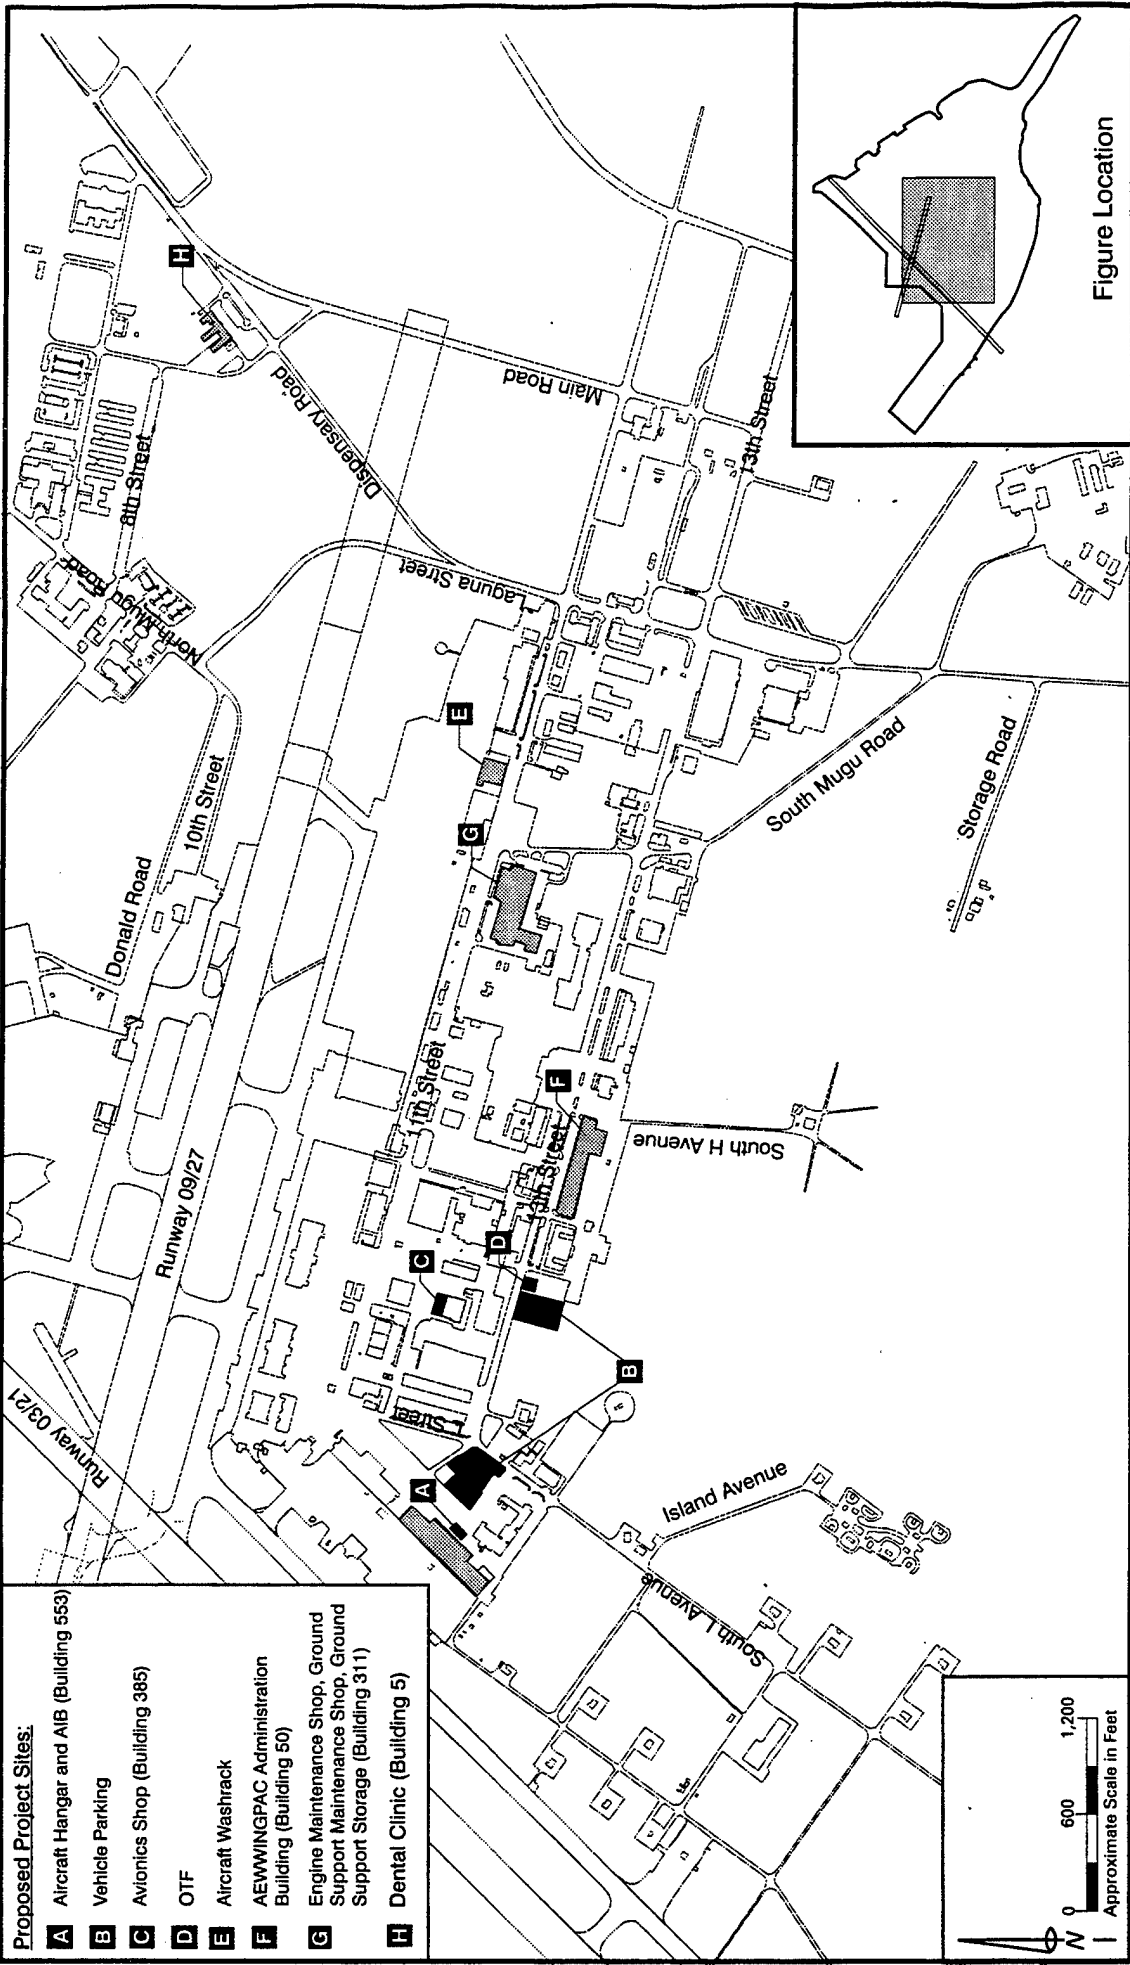 Proposed Project Sites:
A Aircraft Hangar and AIB (Building 553)
B Vehicle Parking
C Avionics Shop (Building 385)
D OTF
E Aircraft Washrack
F AEWWINGPAC Administration
Building (Building 50)
G Engine Maintenance Shop, Ground
Support Maintenance Shop, Ground
Support Storage (Building 311)
H Dental Clinic (Building 5)
Runway 03/21
Runway 09/27
Donald Road
10th Street
North Mugu Road
8th Street
H
Dispensary Road
Main Road
Laguna Street
E
G
11th Street
13th Street
F
C
D
B
A
L Street
South H Avenue
South Mugu Road
Storage Road
Island Avenue
South L Avenue
N
0 600 1,200
Approximate Scale in Feet
Figure Location